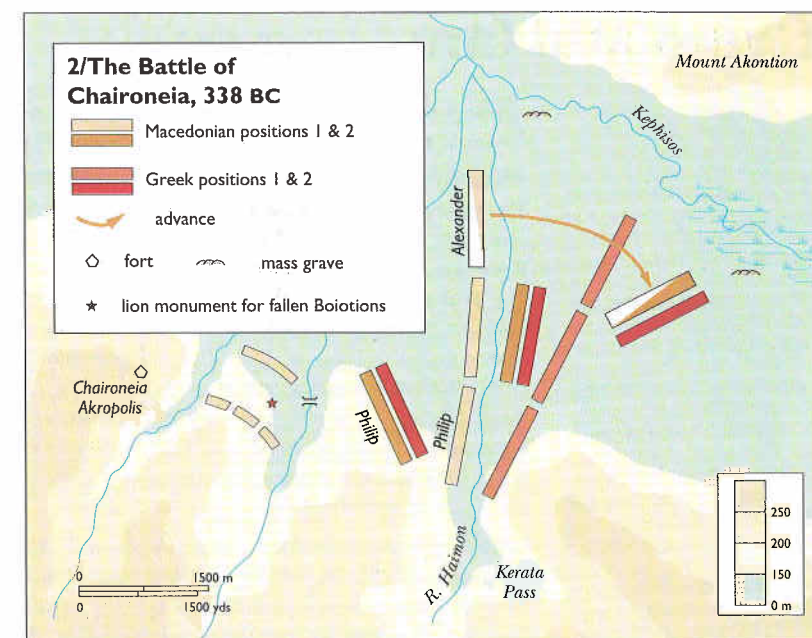 2/The Battle of
Chaironeia, 338 BC
Macedonian positions 1 & 2
Greek positions 1 & 2
advance
fort
mass grave
lion monument for fallen Boiotions
Mount Akontion
Kephisos
Alexander
Chaironeia
Akropolis
Philip
Philip
R. Haimon
Kerata
Pass
0 1500 m
0 1500 yds
250
200
150
0 m